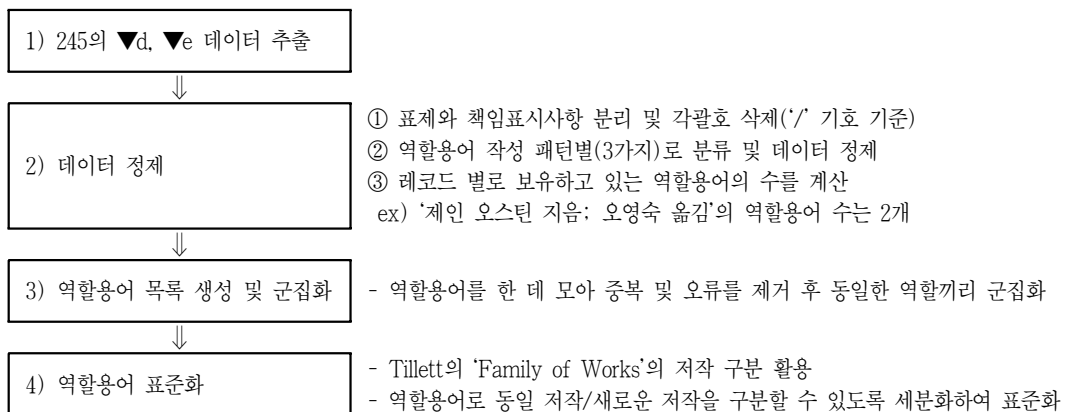 1) 245의 ▼d, ▼e 데이터 추출
⇓
2) 데이터 정제
① 표제와 책임표시사항 분리 및 각괄호 삭제('/' 기호 기준)
② 역할용어 작성 패턴별(3가지)로 분류 및 데이터 정제
③ 레코드 별로 보유하고 있는 역할용어의 수를 계산
ex) '제인 오스틴 지음; 오영숙 옮김'의 역할용어 수는 2개
⇓
3) 역할용어 목록 생성 및 군집화
- 역할용어를 한 데 모아 중복 및 오류를 제거 후 동일한 역할끼리 군집화
⇓
4) 역할용어 표준화
- Tillett의 'Family of Works'의 저작 구분 활용
- 역할용어로 동일 저작/새로운 저작을 구분할 수 있도록 세분화하여 표준화